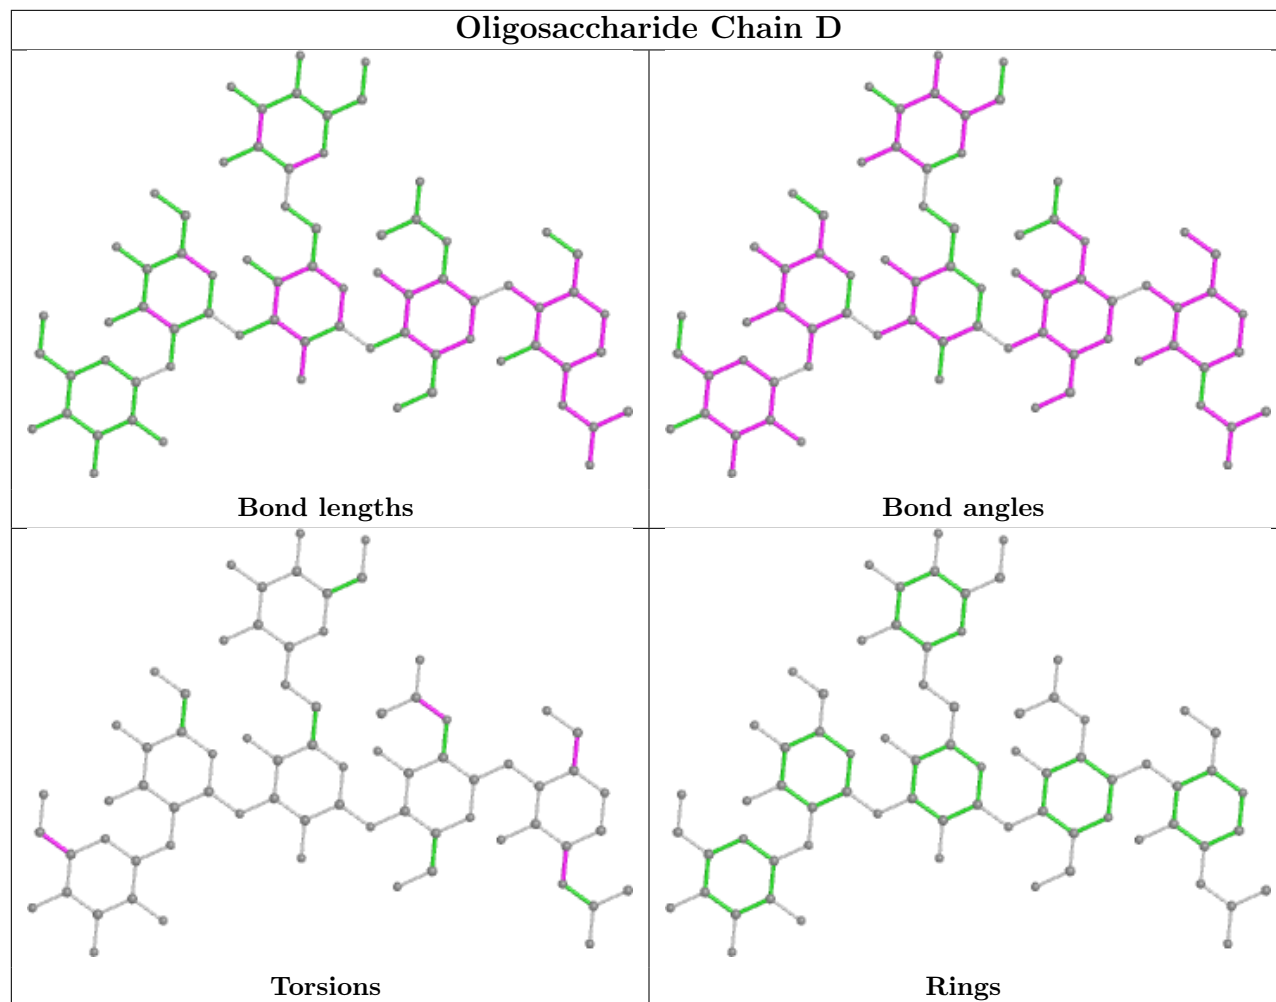 Oligosaccharide Chain D
Bond lengths
Bond angles
Torsions
Rings